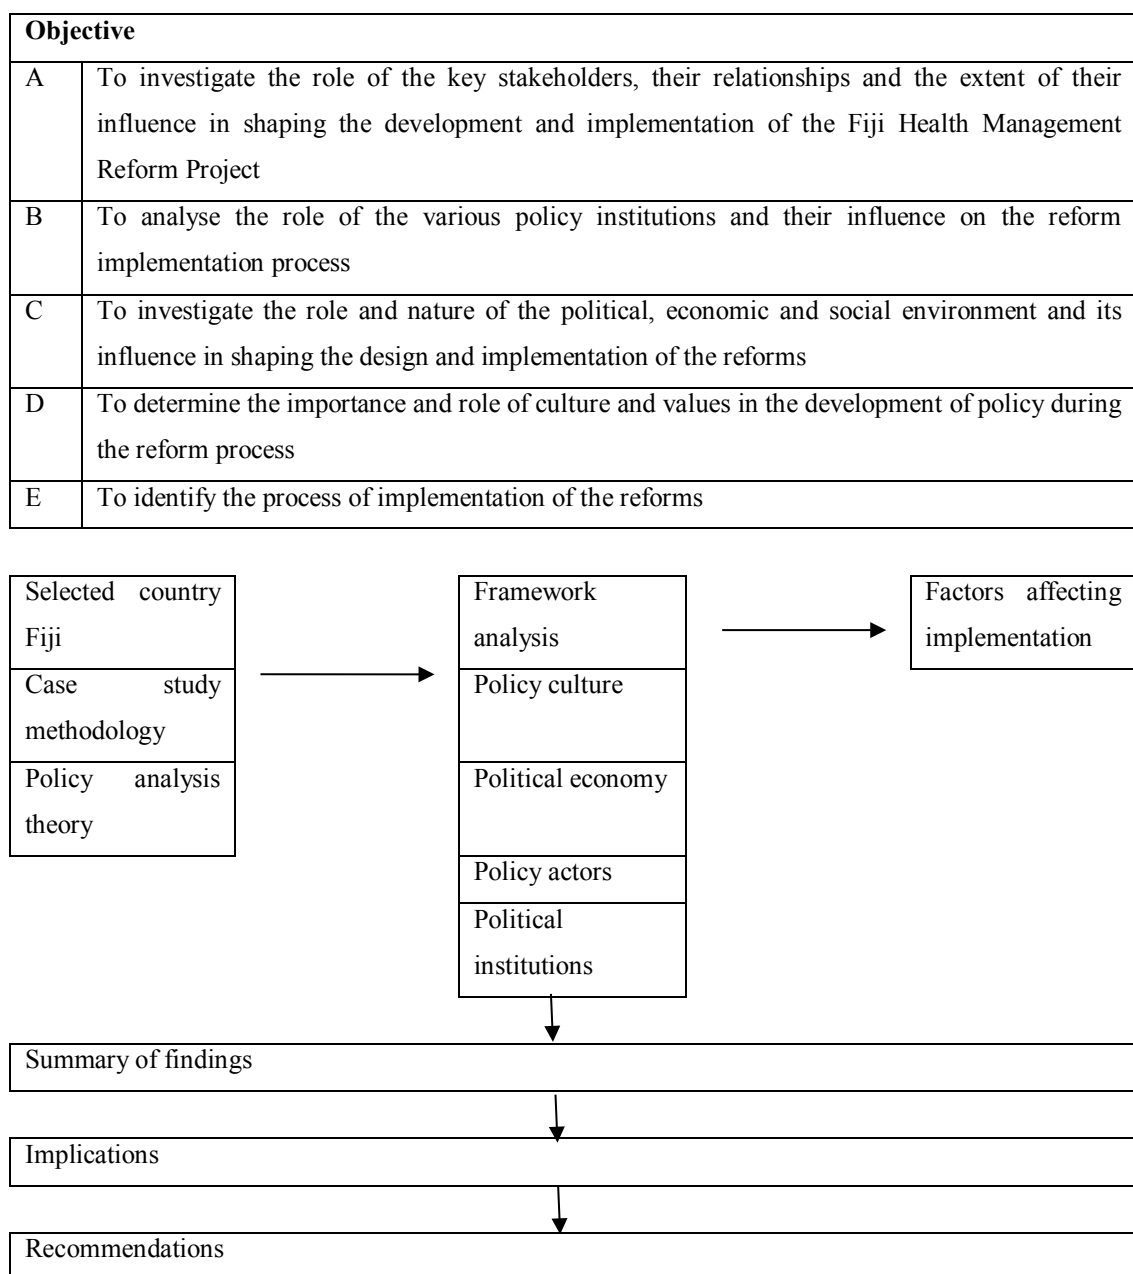 Objective
A To investigate the role of the key stakeholders, their relationships and the extent of their
influence in shaping the development and implementation of the Fiji Health Management
Reform Project
B To analyse the role of the various policy institutions and their influence on the reform
implementation process
C To investigate the role and nature of the political, economic and social environment and its
influence in shaping the design and implementation of the reforms
D To determine the importance and role of culture and values in the development of policy during
the reform process
E To identify the process of implementation of the reforms
Selected country
Fiji
Case study
methodology
Policy analysis
theory
Framework
analysis
Policy culture
Political economy
Policy actors
Political
institutions
Factors affecting
implementation
Summary of findings
Implications
Recommendations